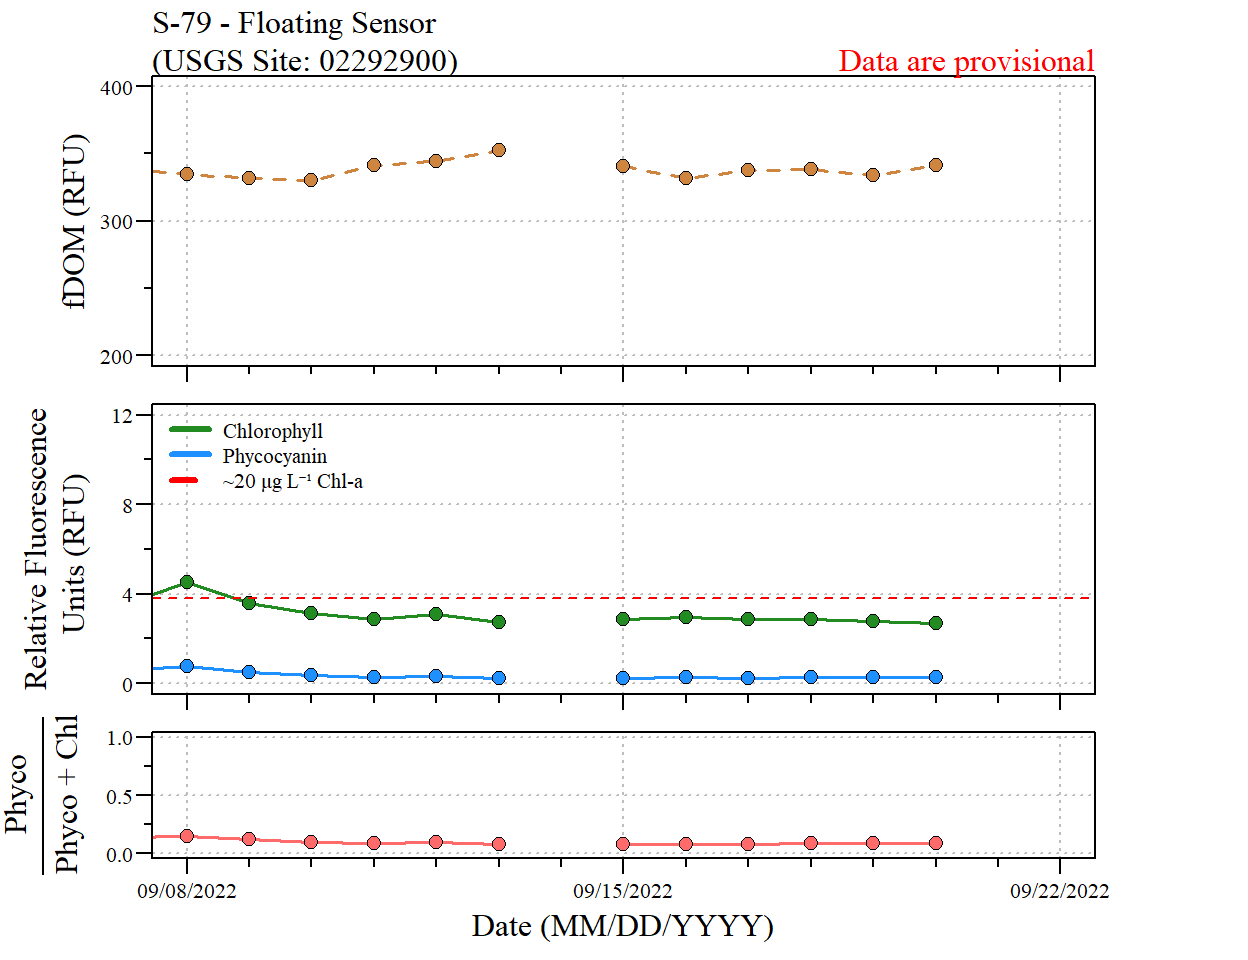 S-79 - Floating Sensor
(USGS Site: 02292900)
Data are provisional
fDOM (RFU)
400
300
200
Relative Fluorescence
Units (RFU)
12
8
4
0
Chlorophyll
Phycocyanin
~20 µg L⁻¹ Chl-a
Phyco
Phyco + Chl
1.0
0.5
0.0
09/08/2022
09/15/2022
09/22/2022
Date (MM/DD/YYYY)